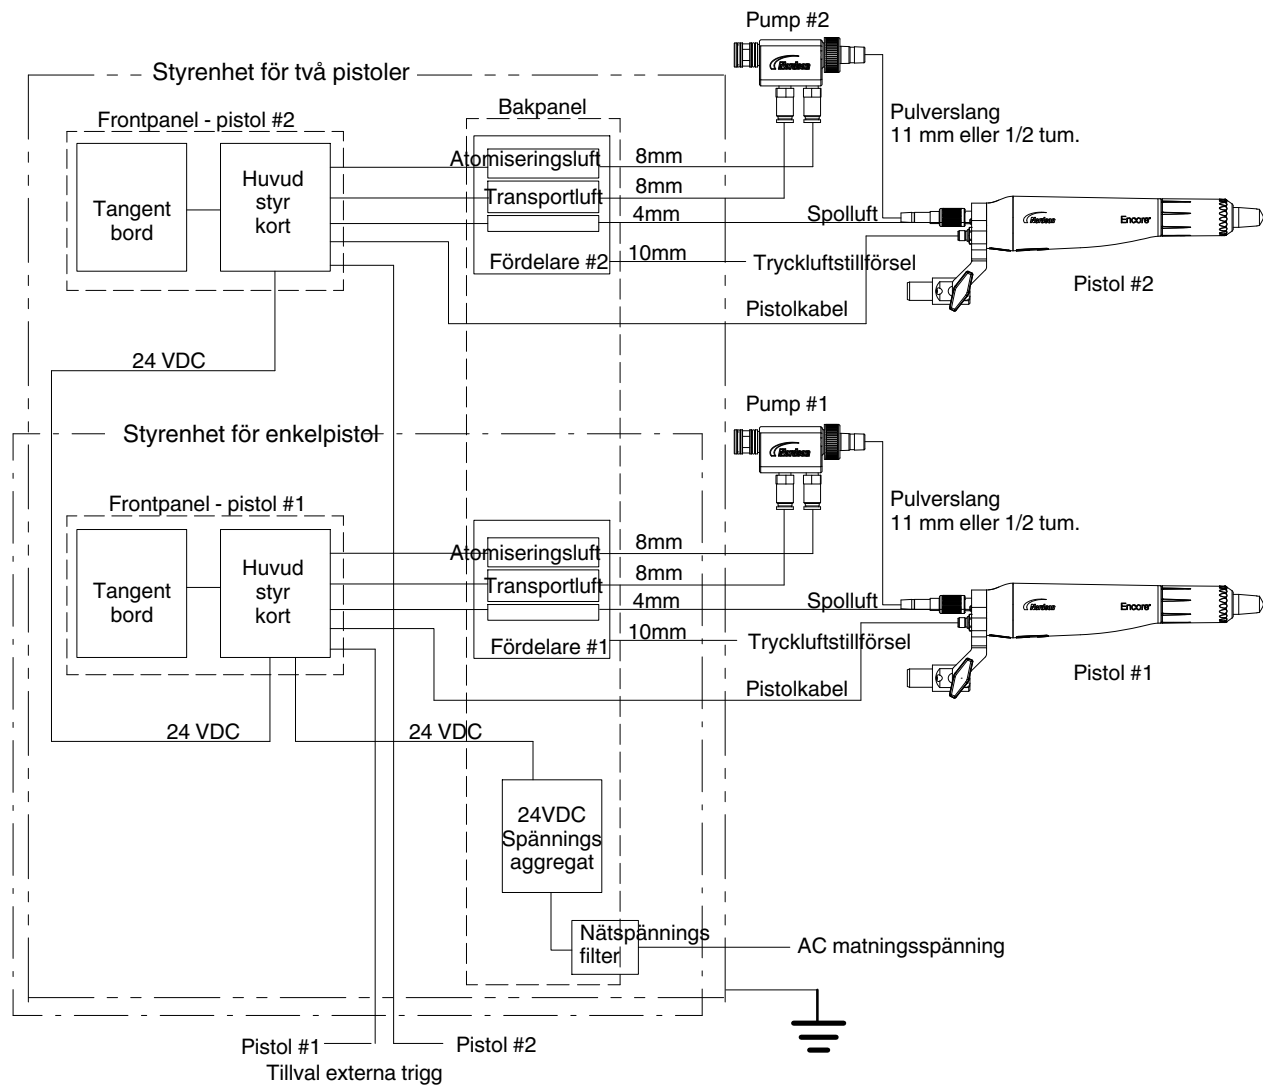 Pump #2
Styrenhet för två pistoler
Bakpanel
Frontpanel - pistol #2
Nordson
Pulverslang
11 mm eller 1/2 tum.
Tangent
bord
Huvud
styr
kort
Atomiseringsluft
8mm
Transportluft
8mm
4mm
Spolluft
Nordson
Encore
Fördelare #2
10mm
Tryckluftstillförsel
Pistol #2
Pistolkabel
24 VDC
Pump #1
Styrenhet för enkelpistol
Nordson
Frontpanel - pistol #1
Pulverslang
11 mm eller 1/2 tum.
Tangent
bord
Huvud
styr
kort
Atomiseringsluft
8mm
Transportluft
8mm
4mm
Spolluft
Nordson
Encore
Fördelare #1
10mm
Tryckluftstillförsel
Pistol #1
Pistolkabel
24 VDC
24 VDC
24VDC
Spännings
aggregat
Nätspännings
filter
AC matningsspänning
Pistol #1
Pistol #2
Tillval externa trigg